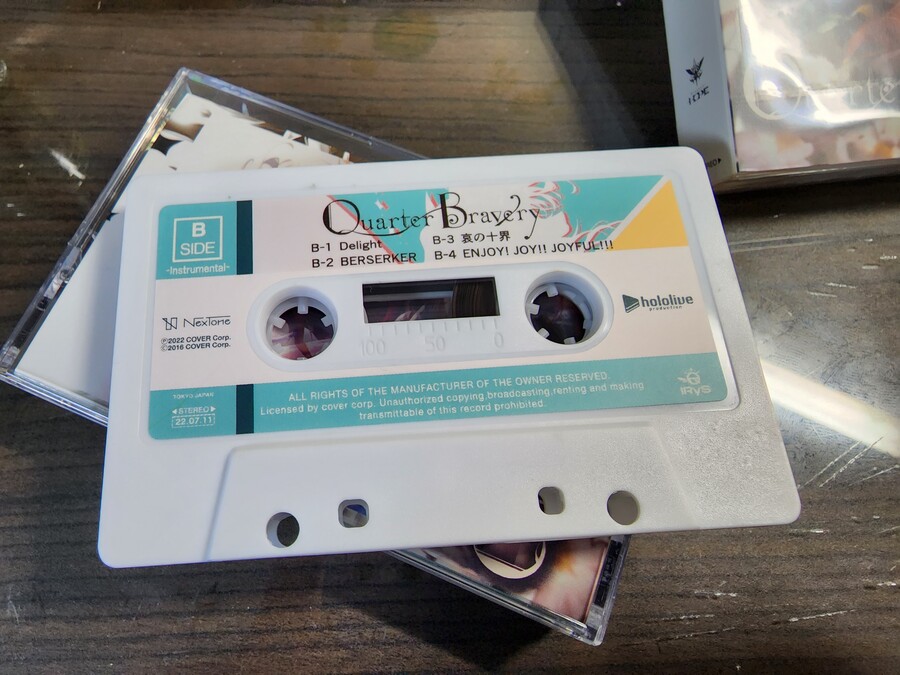 Quarter Bravery
B SIDE
-Instrumental-
B-1 Delight
B-2 BERSERKER
B-3 哀の十界
B-4 ENJOY! JOY!! JOYFUL!!!
NexTone
Ⓟ2022 COVER Corp.
Ⓒ2016 COVER Corp.
100 50 0
hololive
production
TOKYO JAPAN
◀STEREO▶
22.07.11
ALL RIGHTS OF THE MANUFACTURER OF THE OWNER RESERVED.
Licensed by cover corp. Unauthorized copying,broadcasting,renting and making
transmittable of this record prohibited.
IRyS
Quarte